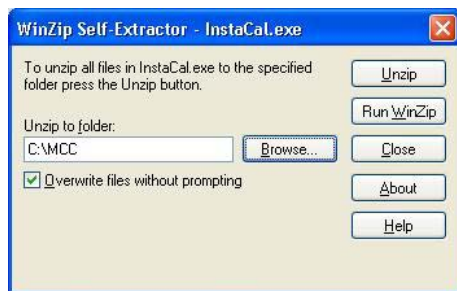 WinZip Self-Extractor - InstaCal.exe
To unzip all files in InstaCal.exe to the specified
folder press the Unzip button.
Unzip to folder:
C:\MCC
Browse...
Overwrite files without prompting
Unzip
Run WinZip
Close
About
Help